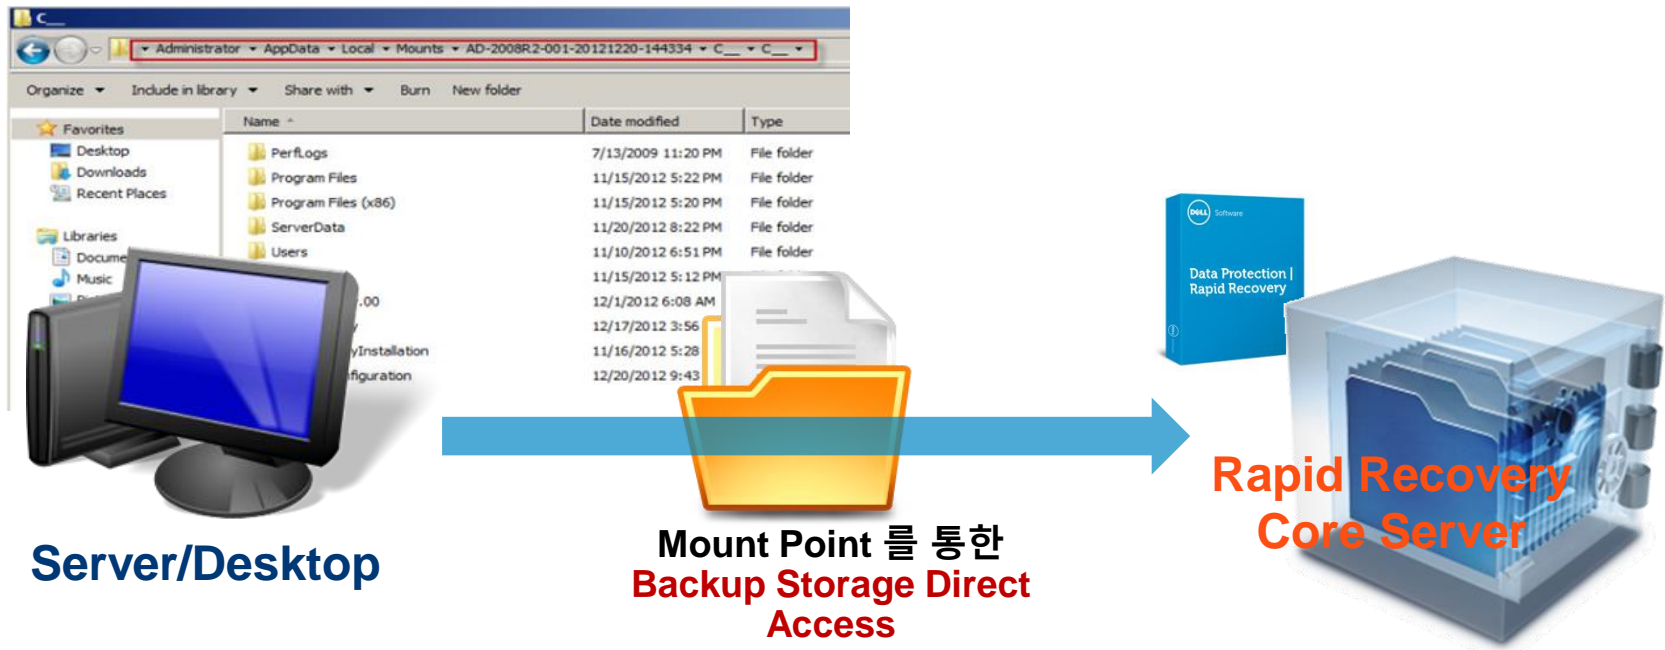 C__
Administrator AppData Local Mounts AD-2008R2-001-20121220-144334 C__ C__
Organize Include in library Share with Burn New folder
Favorites
Desktop
Downloads
Recent Places
Libraries
Docume
Music
Name Date modified Type
PerfLogs 7/13/2009 11:20 PM File folder
Program Files 11/15/2012 5:22 PM File folder
Program Files (x86) 11/15/2012 5:20 PM File folder
ServerData 11/20/2012 8:22 PM File folder
Users 11/10/2012 6:51 PM File folder
11/15/2012 5:12 PM
.00 12/1/2012 6:08 AM
y 12/17/2012 3:56
yInstallation 11/16/2012 5:28
figuration 12/20/2012 9:43
DELL Software
Data Protection |
Rapid Recovery
Server/Desktop
Mount Point 를 통한
Backup Storage Direct
Access
Rapid Recovery
Core Server